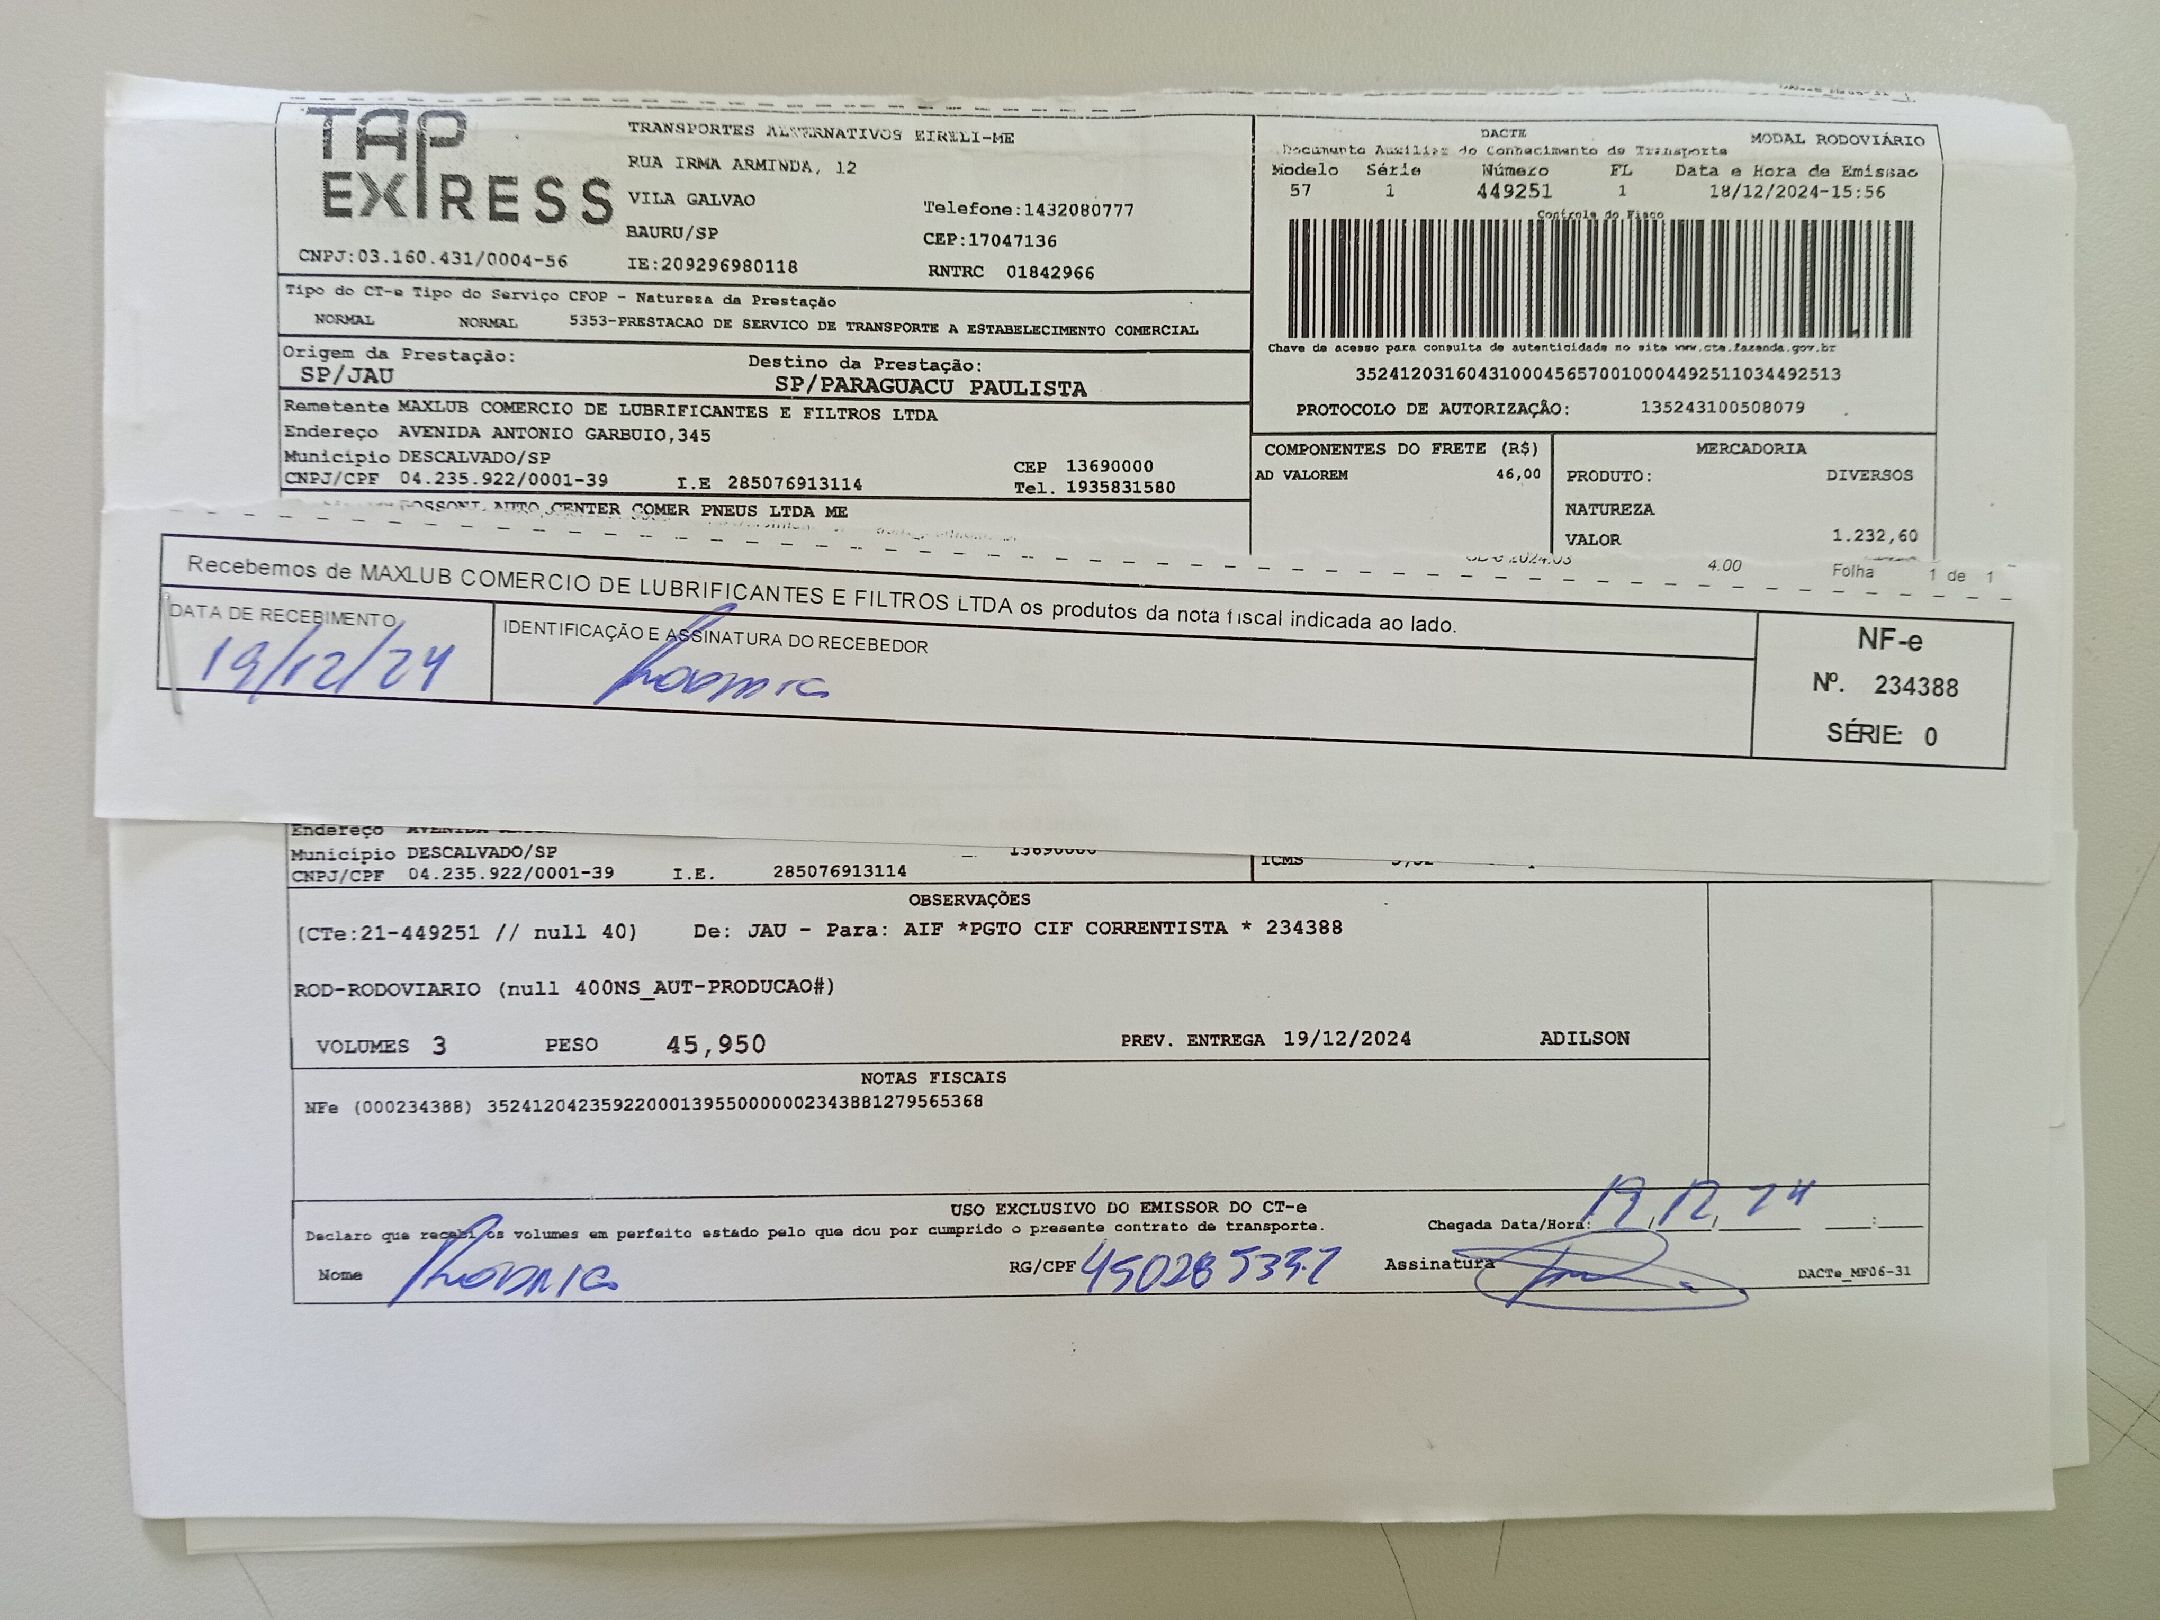 TAP EXPRESS
TRANSPORTES ALTERNATIVOS EIRELI-ME
RUA IRMA ARMINDA, 12
VILA GALVAO
Telefone:1432080777
BAURU/SP
CEP:17047136
CNPJ:03.160.431/0004-56
IE:209296980118
RNTRC 01842966
DACTE
MODAL RODOVIÁRIO
Documento Auxiliar do Conhecimento de Transporte
Modelo Série Número FL Data e Hora de Emissao
57 1 449251 1 18/12/2024-15:56
Controle do Fisco
Chave de acesso para consulta de autenticidade no site www.cte.fazenda.gov.br
35241203160431000456570010004492511034492513
PROTOCOLO DE AUTORIZAÇÃO: 135243100508079
Tipo do CT-e Tipo do Serviço CFOP - Natureza da Prestação
NORMAL NORMAL 5353-PRESTACAO DE SERVICO DE TRANSPORTE A ESTABELECIMENTO COMERCIAL
Origem da Prestação: Destino da Prestação:
SP/JAU SP/PARAGUACU PAULISTA
Remetente MAXLUB COMERCIO DE LUBRIFICANTES E FILTROS LTDA
Endereço AVENIDA ANTONIO GARBUIO,345
Município DESCALVADO/SP CEP 13690000
CNPJ/CPF 04.235.922/0001-39 I.E 285076913114 Tel. 1935831580
AUTO CENTER COMER PNEUS LTDA ME
COMPONENTES DO FRETE (R$)
AD VALOREM 46,00
MERCADORIA
PRODUTO: DIVERSOS
NATUREZA
VALOR 1.232,60
4.00 Folha 1 de 1
Recebemos de MAXLUB COMERCIO DE LUBRIFICANTES E FILTROS LTDA os produtos da nota fiscal indicada ao lado.
DATA DE RECEBIMENTO
19/12/24
IDENTIFICAÇÃO E ASSINATURA DO RECEBEDOR
NF-e
Nº. 234388
SÉRIE: 0
Endereço AVENIDA
Município DESCALVADO/SP 13690000
CNPJ/CPF 04.235.922/0001-39 I.E. 285076913114
ICMS
OBSERVAÇÕES
(CTe:21-449251 // null 40) De: JAU - Para: AIF *PGTO CIF CORRENTISTA * 234388
ROD-RODOVIARIO (null 400NS_AUT-PRODUCAO#)
VOLUMES 3 PESO 45,950 PREV. ENTREGA 19/12/2024 ADILSON
NOTAS FISCAIS
NFe (000234388) 35241204235922000139550000002343881279565368
USO EXCLUSIVO DO EMISSOR DO CT-e
Declaro que recebi os volumes em perfeito estado pelo que dou por cumprido o presente contrato de transporte.
Chegada Data/Hora: 19/12/24
Nome
RG/CPF
Assinatura
DACTe_MF06-31